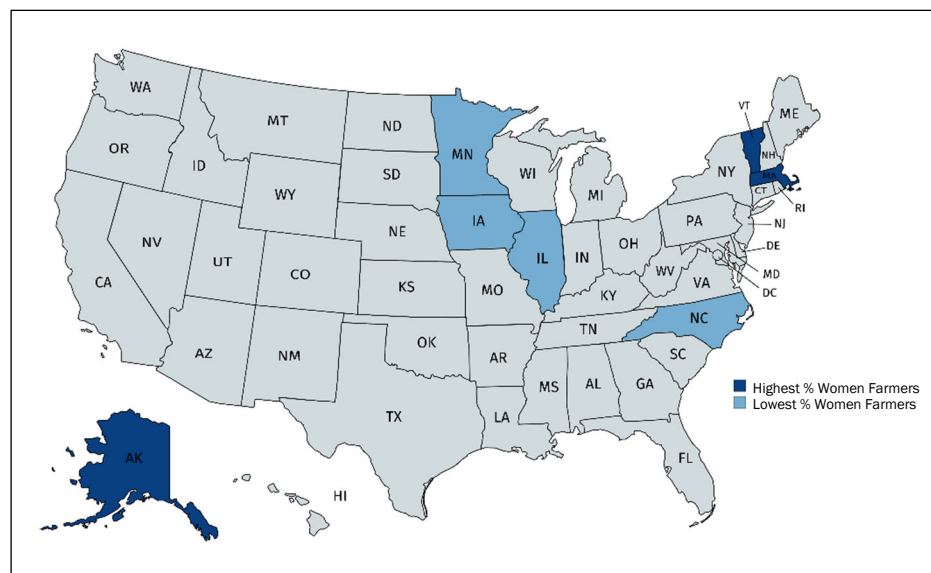 WA
MT
ND
MN
VT
ME
OR
ID
SD
WI
NY
NH
MA
WY
MI
CT
RI
IA
PA
NJ
NV
NE
OH
DE
UT
IL
IN
MD
CA
CO
WV
VA
DC
KS
MO
KY
NC
TN
AZ
NM
OK
AR
SC
MS
AL
GA
Highest % Women Farmers
Lowest % Women Farmers
TX
LA
FL
AK
HI